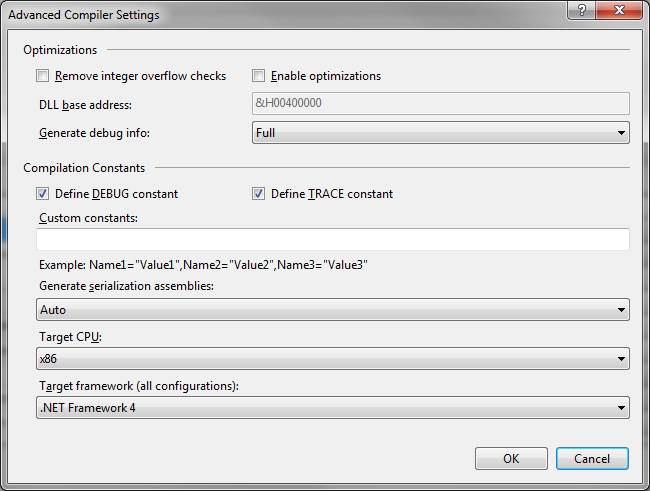 Advanced Compiler Settings
Optimizations
Remove integer overflow checks Enable optimizations
DLL base address: &H00400000
Generate debug info: Full
Compilation Constants
Define DEBUG constant Define TRACE constant
Custom constants:
Example: Name1="Value1",Name2="Value2",Name3="Value3"
Generate serialization assemblies:
Auto
Target CPU:
x86
Target framework (all configurations):
.NET Framework 4
OK Cancel